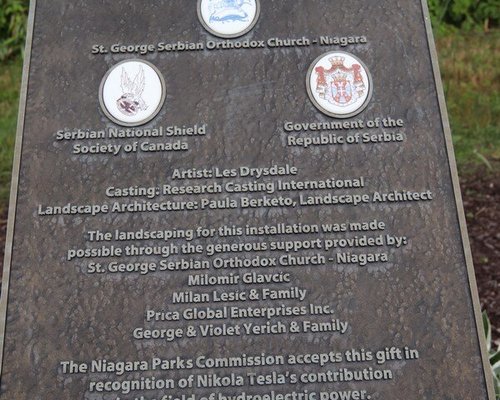 St. George Serbian Orthodox Church - Niagara
Serbian National Shield
Society of Canada
Government of the
Republic of Serbia
Artist: Les Drysdale
Casting: Research Casting International
Landscape Architecture: Paula Berketo, Landscape Architect
The landscaping for this installation was made
possible through the generous support provided by:
St. George Serbian Orthodox Church - Niagara
Milomir Glavcic
Milan Lesic & Family
Prica Global Enterprises Inc.
George & Violet Yerich & Family
The Niagara Parks Commission accepts this gift in
recognition of Nikola Tesla's contribution
the field of hydroelectric power.